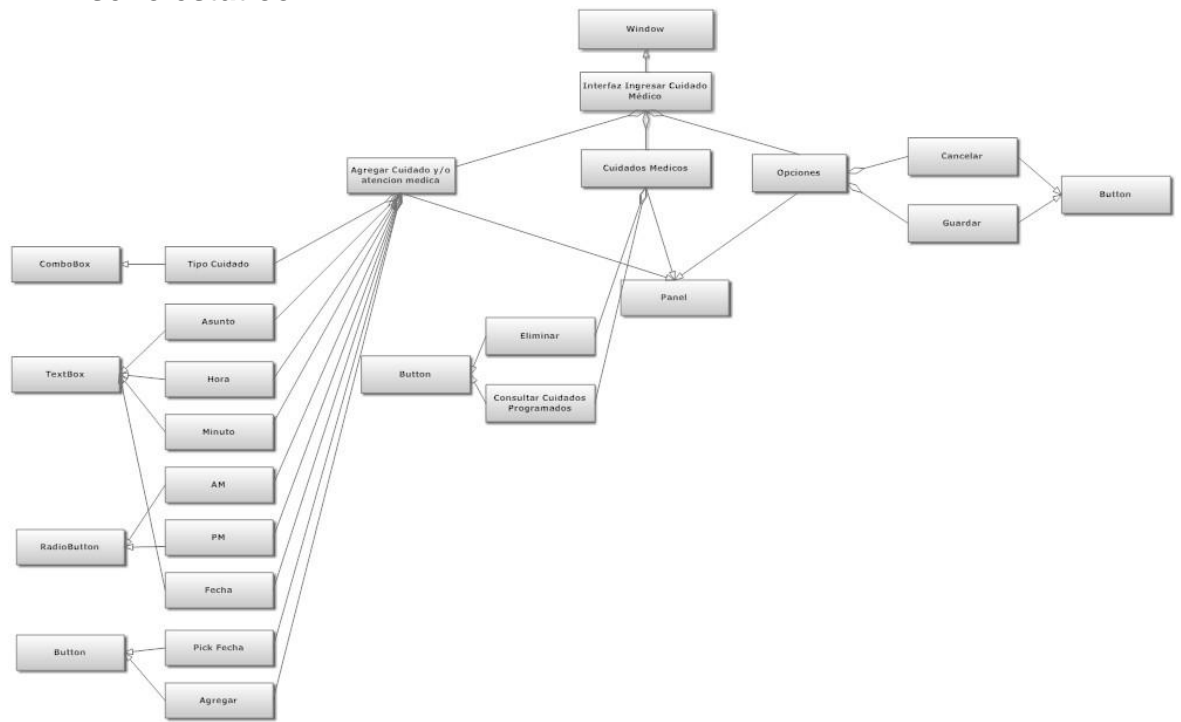 Window
Interfaz Ingresar Cuidado
Médico
Agregar Cuidado y/o
atencion medica
Cuidados Medicos
Opciones
Cancelar
Guardar
Button
ComboBox
Tipo Cuidado
Panel
Asunto
TextBox
Hora
Minuto
Button
Eliminar
Consultar Cuidados
Programados
AM
RadioButton
PM
Fecha
Button
Pick Fecha
Agregar